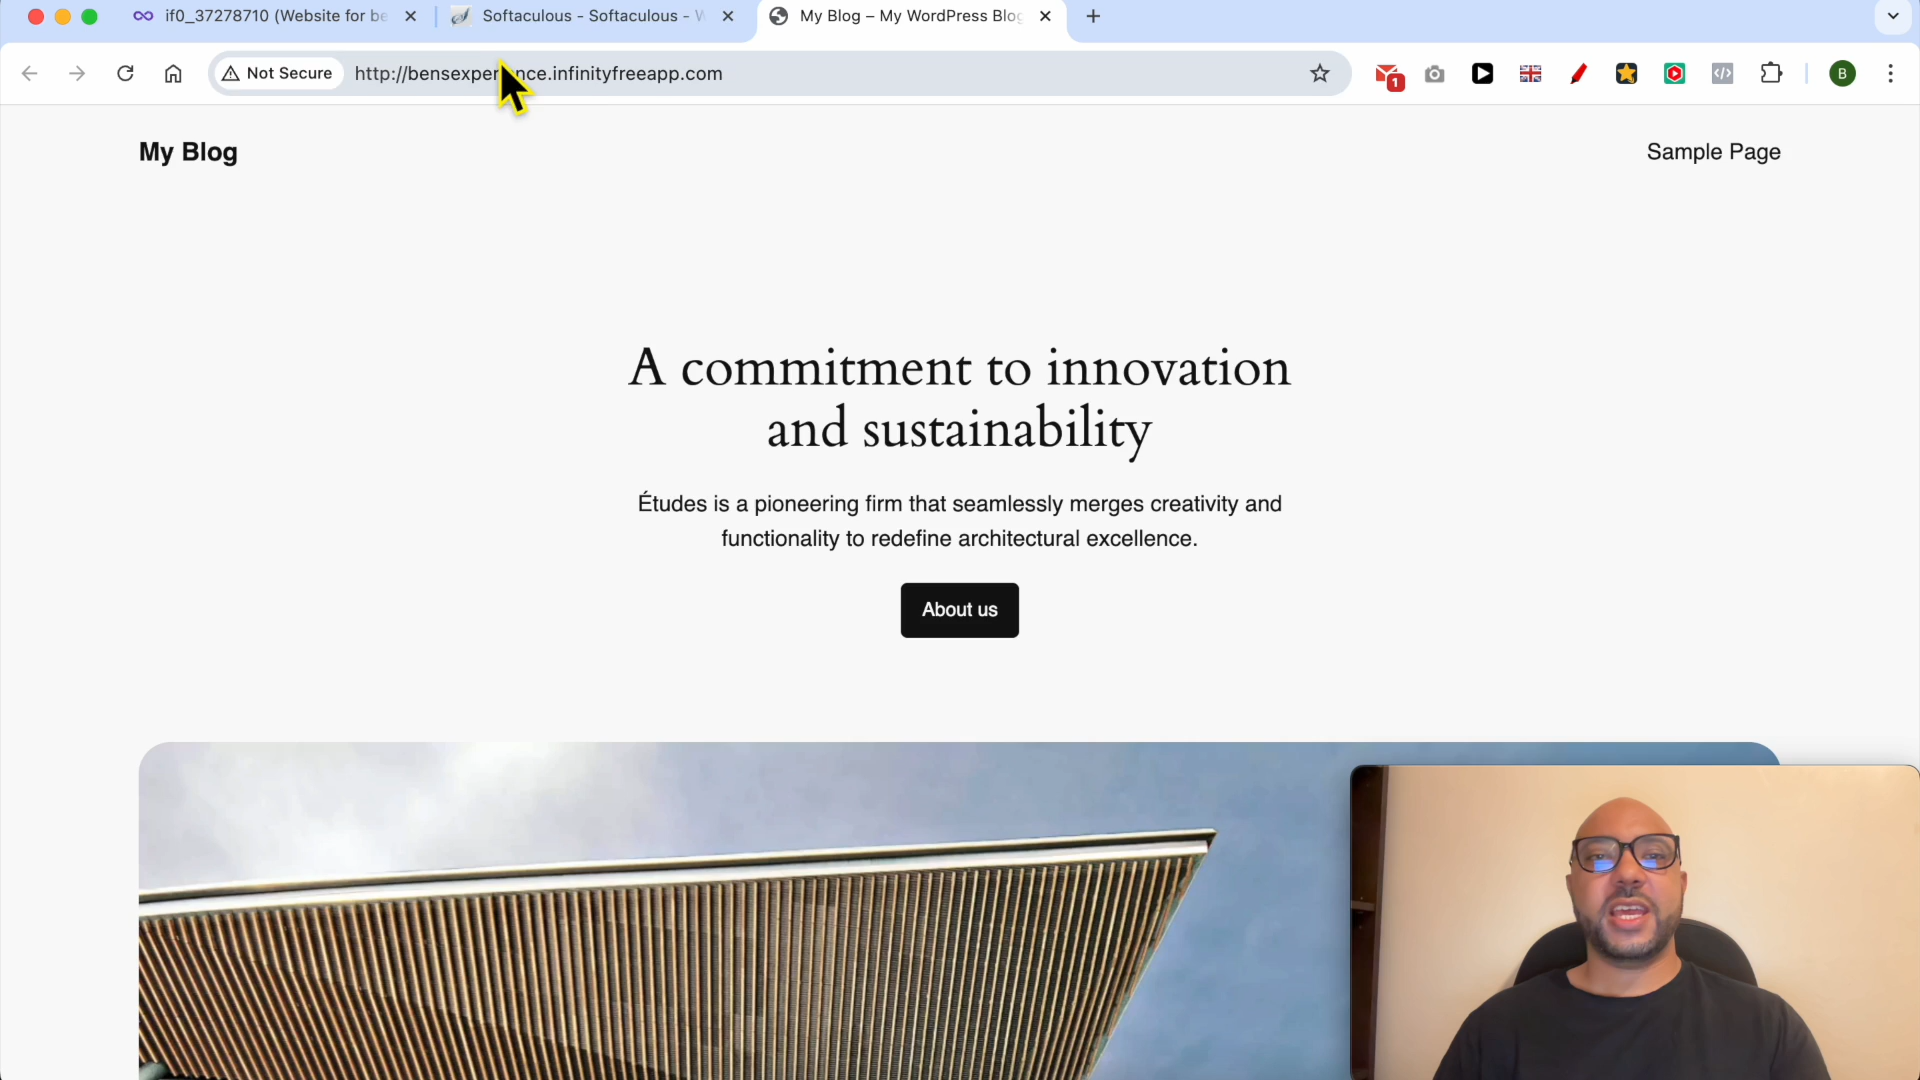 if0_37278710 (Website for be
Softaculous - Softaculous - W
My Blog – My WordPress Blog
Not Secure
http://bensexperience.infinityfreeapp.com
1
B
My Blog
Sample Page
A commitment to innovation
and sustainability
Études is a pioneering firm that seamlessly merges creativity and
functionality to redefine architectural excellence.
About us